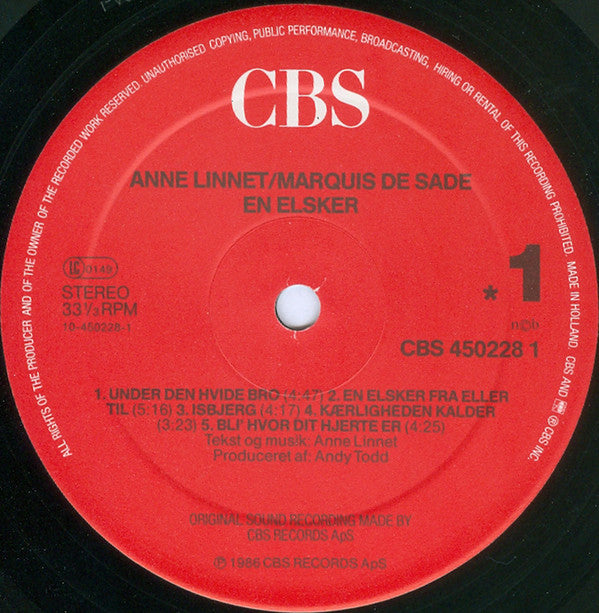 ALL RIGHTS OF THE PRODUCER AND OF THE OWNER OF THE RECORDED WORK RESERVED. UNAUTHORISED COPYING, PUBLIC PERFORMANCE, BROADCASTING, HIRING OR RENTAL OF THIS RECORDING PROHIBITED. MADE IN HOLLAND. CBS AND ® CBS INC.
CBS
ANNE LINNET/MARQUIS DE SADE
EN ELSKER
LC 0149
STEREO
33⅓RPM
10-450228-1
* 1
n©b
CBS 450228 1
1. UNDER DEN HVIDE BRO (4:47) 2. EN ELSKER FRA ELLER
TIL (5:16) 3. ISBJERG (4:17) 4. KÆRLIGHEDEN KALDER
(3:23) 5. BLI' HVOR DIT HJERTE ER (4:25)
Tekst og musik: Anne Linnet
Produceret af: Andy Todd
ORIGINAL SOUND RECORDING MADE BY
CBS RECORDS ApS
℗ 1986 CBS RECORDS ApS